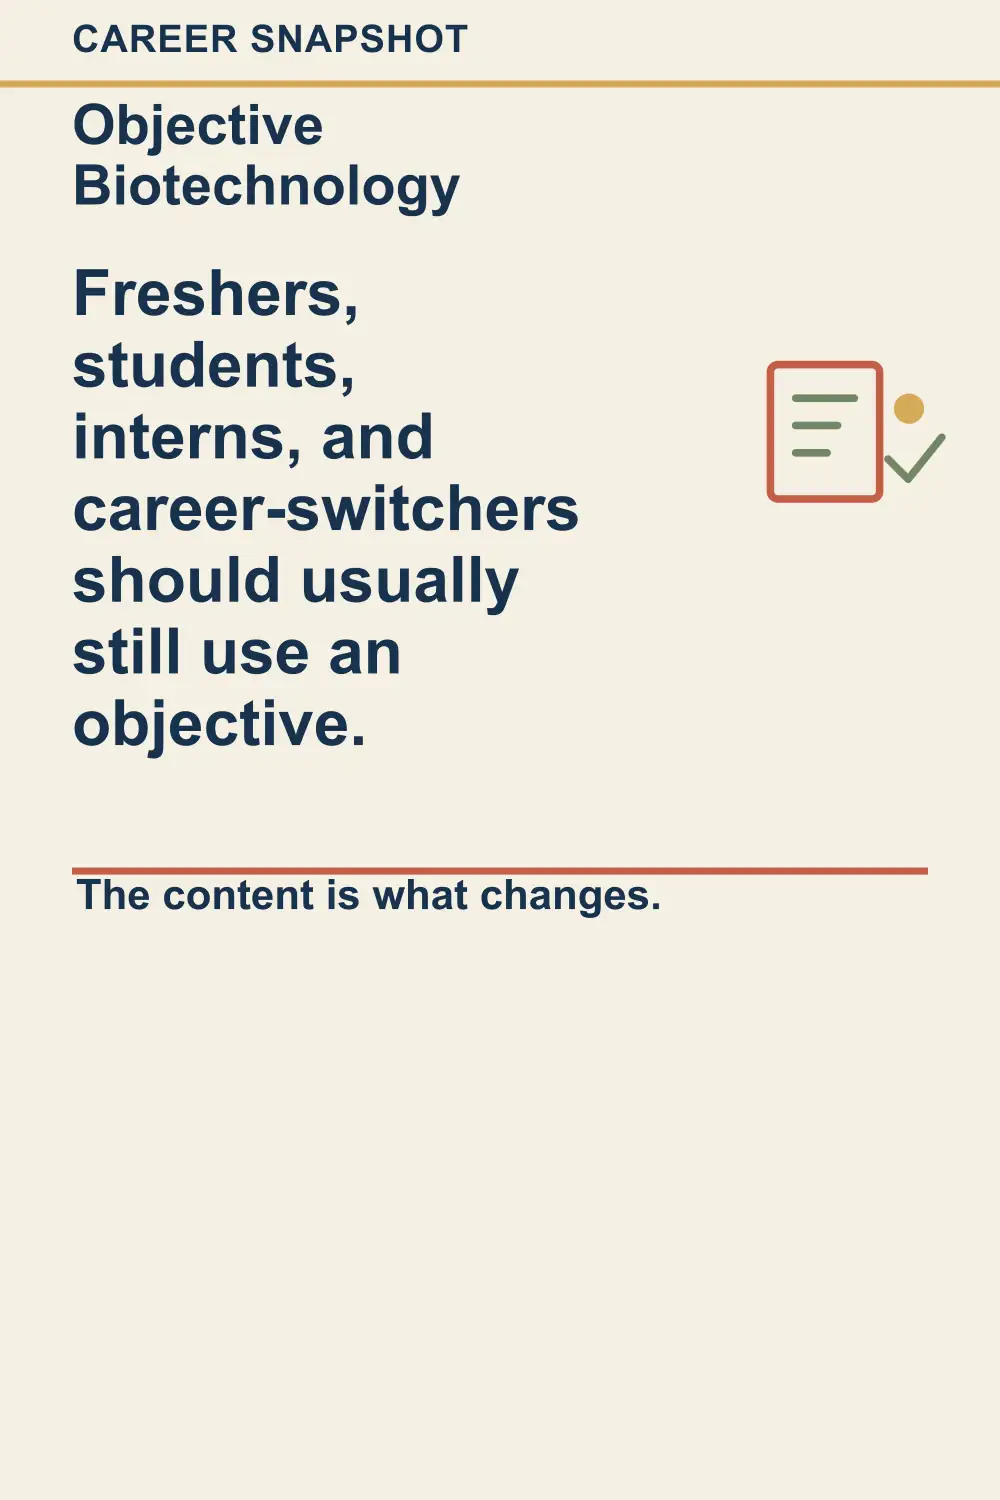 CAREER SNAPSHOT
Objective
Biotechnology
Freshers,
students,
interns, and
career-switchers
should usually
still use an
objective.
The content is what changes.